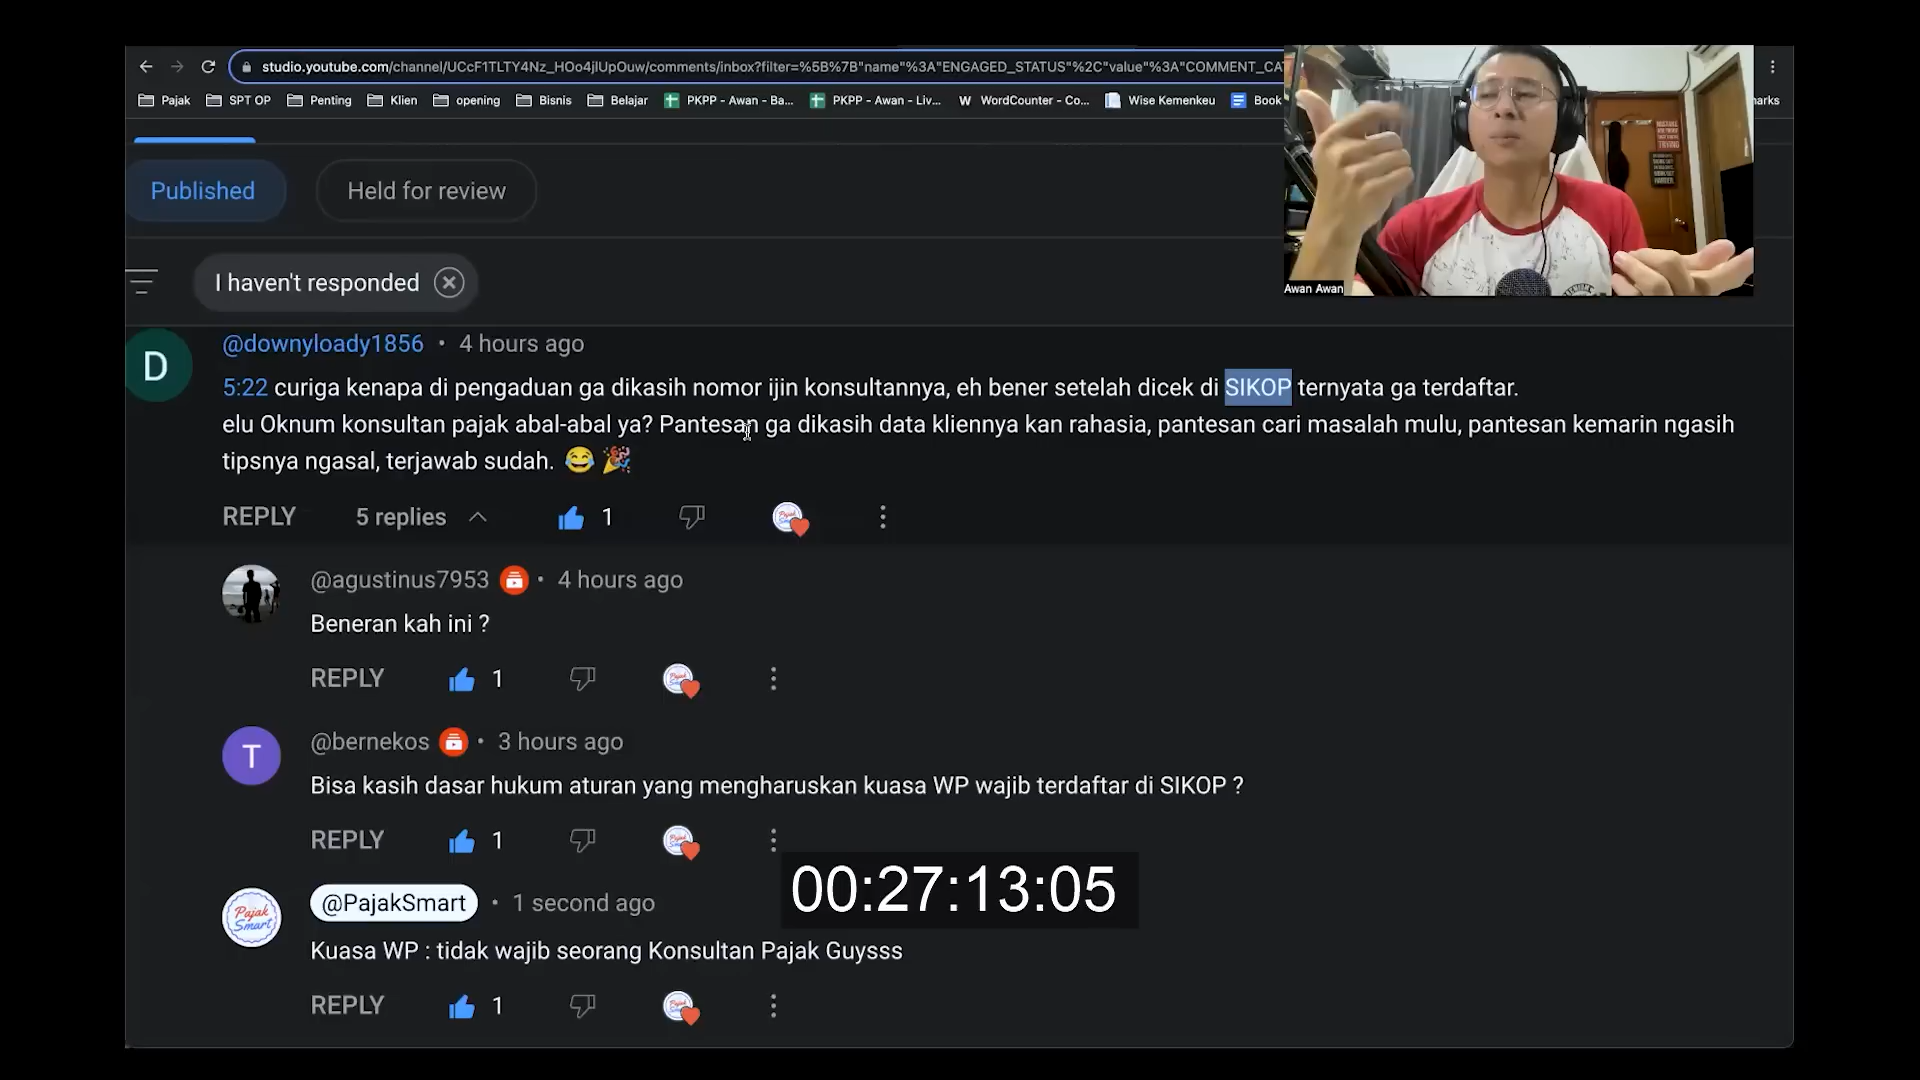 studio.youtube.com/channel/UCcF1TLTY4Nz_HOo4jlUpOuw/comments/inbox?filter=%5B%7B"name"%3A"ENGAGED_STATUS"%2C"value"%3A"COMMENT_CA
Pajak SPT OP Penting Klien opening Bisnis Belajar PKPP - Awan - Ba... PKPP - Awan - Liv... W WordCounter - Co... Wise Kemenkeu Book arks
Published
Held for review
I haven't responded
Awan Awan
D
@downyloady1856 • 4 hours ago
5:22 curiga kenapa di pengaduan ga dikasih nomor ijin konsultannya, eh bener setelah dicek di SIKOP ternyata ga terdaftar.
elu Oknum konsultan pajak abal-abal ya? Pantesan ga dikasih data kliennya kan rahasia, pantesan cari masalah mulu, pantesan kemarin ngasih
tipsnya ngasal, terjawab sudah. 😂 🎉
REPLY 5 replies 1
@agustinus7953 • 4 hours ago
Beneran kah ini ?
REPLY 1
T
@bernekos • 3 hours ago
Bisa kasih dasar hukum aturan yang mengharuskan kuasa WP wajib terdaftar di SIKOP ?
REPLY 1
00:27:13:05
Pajak
Smart
@PajakSmart • 1 second ago
Kuasa WP : tidak wajib seorang Konsultan Pajak Guysss
REPLY 1